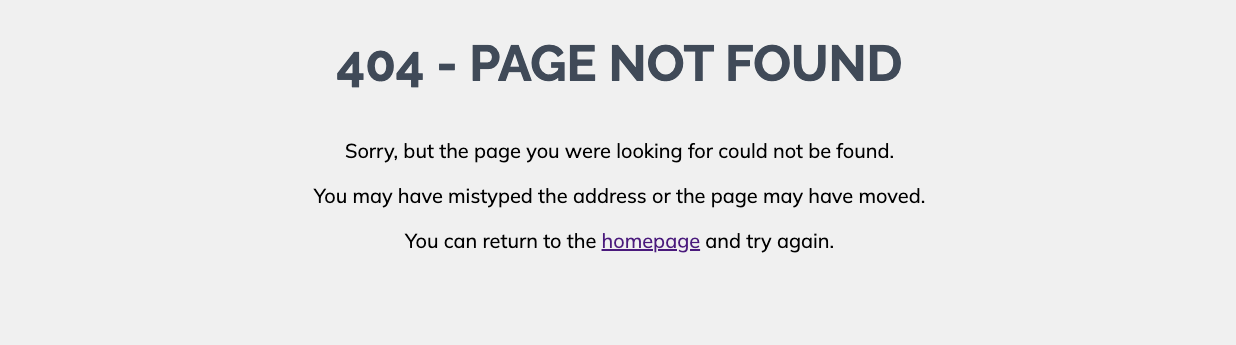 404 - PAGE NOT FOUND
Sorry, but the page you were looking for could not be found.
You may have mistyped the address or the page may have moved.
You can return to the homepage and try again.